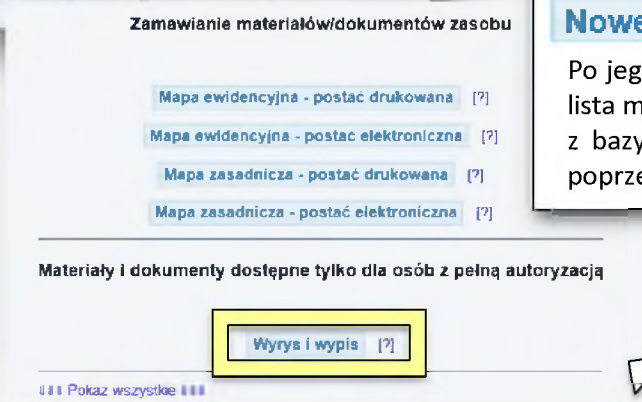 Zamawianie materiałów/dokumentów zasobu
Mapa ewidencyjna - postać drukowana [?]
Mapa ewidencyjna - postać elektroniczna [?]
Mapa zasadnicza - postać drukowana [?]
Mapa zasadnicza - postać elektroniczna [?]
Materiały i dokumenty dostępne tylko dla osób z pełną autoryzacją
Wyrys i wypis [?]
Pokaz wszystkie
Nowe
Po jeg
lista m
z bazy
poprze